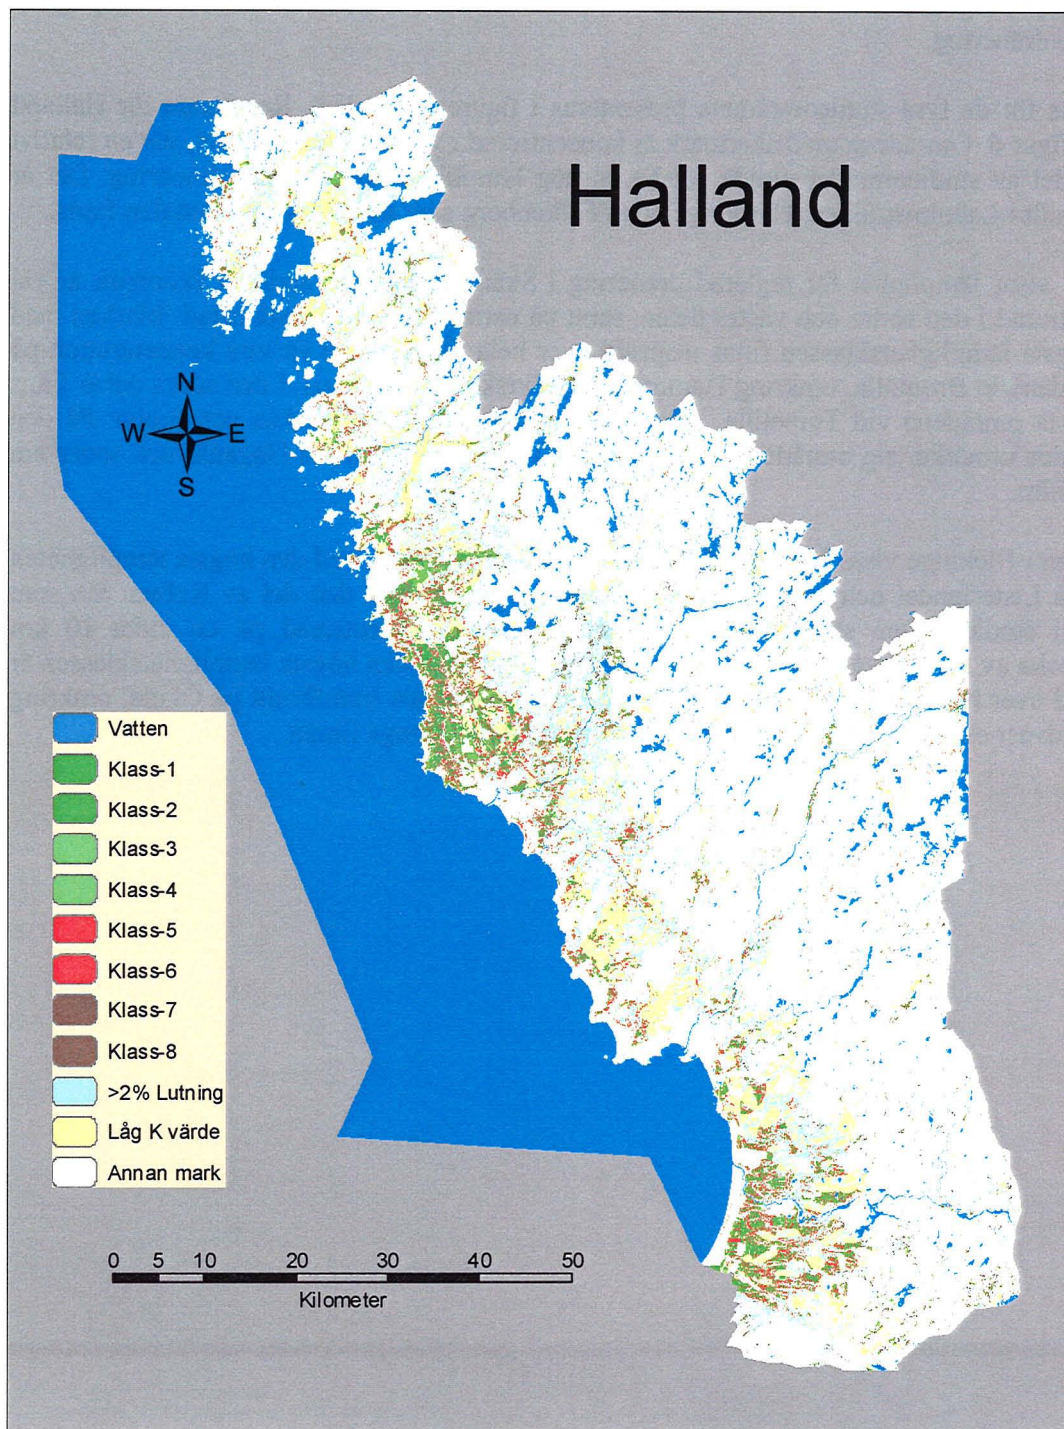 Halland
N
W E
S
Vatten
Klass-1
Klass-2
Klass-3
Klass-4
Klass-5
Klass-6
Klass-7
Klass-8
>2% Lutning
Låg K värde
Annan mark
0 5 10 20 30 40 50
Kilometer